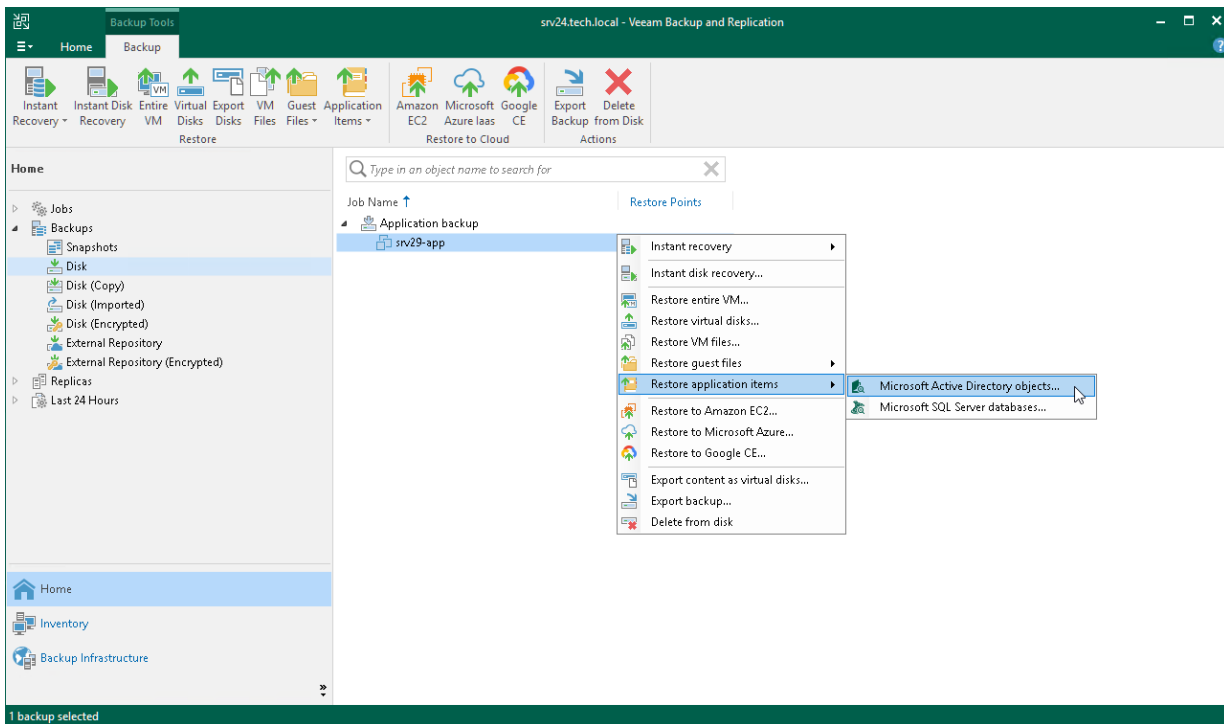 Backup Tools
srv24.tech.local - Veeam Backup and Replication
Home Backup
Instant Recovery
Instant Disk Recovery
Entire VM
Virtual Disks
Export Disks
VM Files
Guest Files
Application Items
Amazon EC2
Microsoft Azure Iaas
Google CE
Export Backup
Delete from Disk
Restore
Restore to Cloud
Actions
Home
Jobs
Backups
Snapshots
Disk
Disk (Copy)
Disk (Imported)
Disk (Encrypted)
External Repository
External Repository (Encrypted)
Replicas
Last 24 Hours
Home
Inventory
Backup Infrastructure
Type in an object name to search for
Job Name Restore Points
Application backup
srv29-app
Instant recovery
Instant disk recovery...
Restore entire VM...
Restore virtual disks...
Restore VM files...
Restore guest files
Restore application items
Restore to Amazon EC2...
Restore to Microsoft Azure...
Restore to Google CE...
Export content as virtual disks...
Export backup...
Delete from disk
Microsoft Active Directory objects...
Microsoft SQL Server databases...
1 backup selected